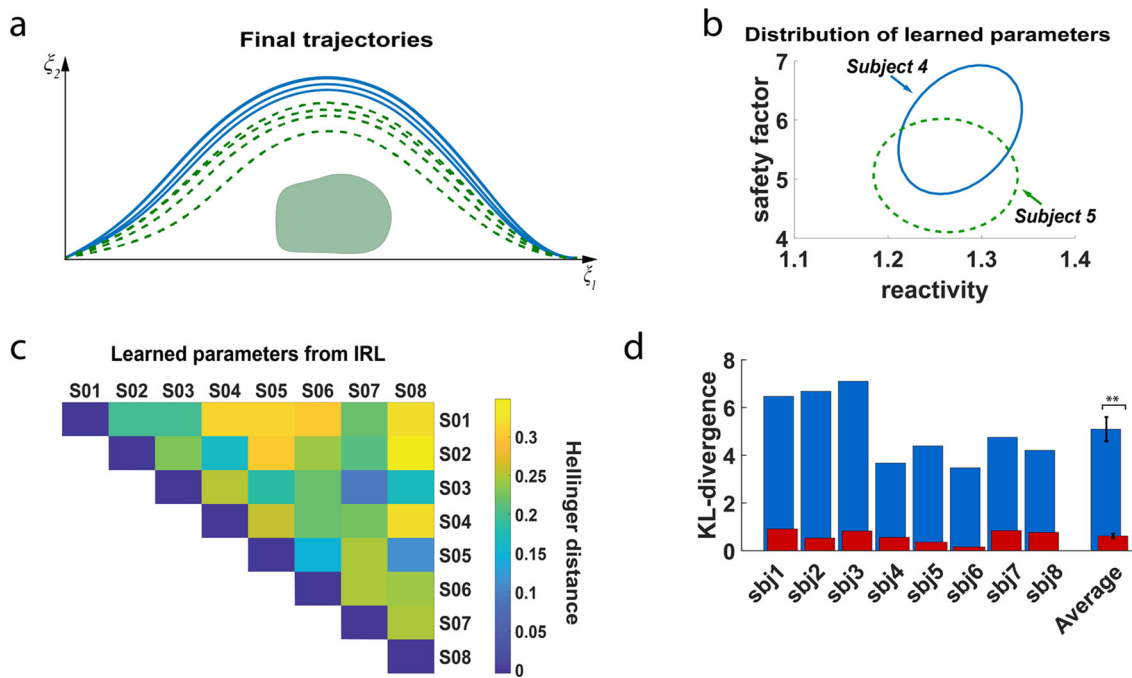 a
Final trajectories
ξ2
ξ1
b
Distribution of learned parameters
Subject 4
Subject 5
safety factor
7
6
5
4
1.1 1.2 1.3 1.4
reactivity
c
Learned parameters from IRL
S01 S02 S03 S04 S05 S06 S07 S08
S01
S02
S03
S04
S05
S06
S07
S08
0.3
0.25
0.2
0.15
0.1
0.05
0
Hellinger distance
d
KL-divergence
8
6
4
2
0
**
sbj1 sbj2 sbj3 sbj4 sbj5 sbj6 sbj7 sbj8 Average